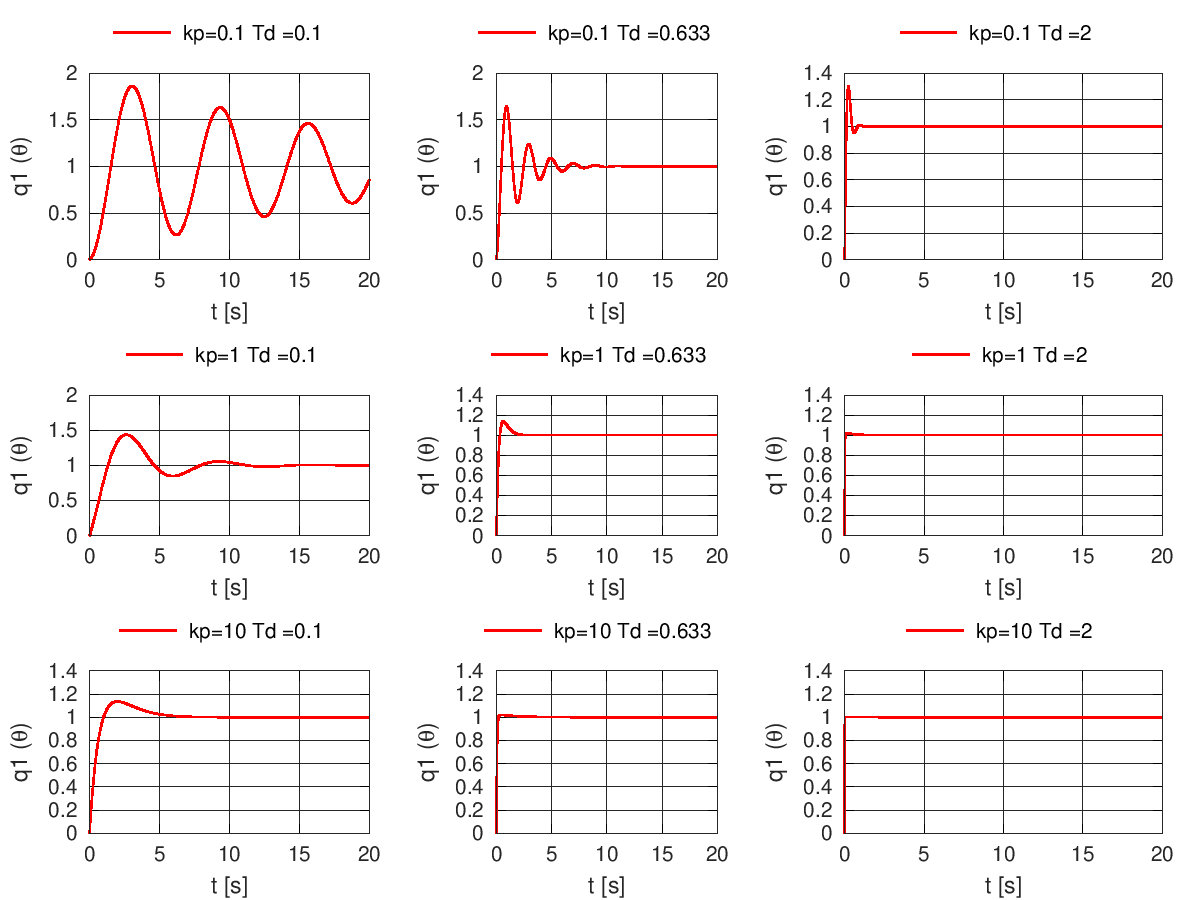 kp=0.1 Td =0.1
2
1.5
1
0.5
0
q1 (θ)
0 5 10 15 20
t [s]
kp=0.1 Td =0.633
2
1.5
1
0.5
0
q1 (θ)
0 5 10 15 20
t [s]
kp=0.1 Td =2
1.4
1.2
1
0.8
0.6
0.4
0.2
0
q1 (θ)
0 5 10 15 20
t [s]
kp=1 Td =0.1
2
1.5
1
0.5
0
q1 (θ)
0 5 10 15 20
t [s]
kp=1 Td =0.633
1.4
1.2
1
0.8
0.6
0.4
0.2
0
q1 (θ)
0 5 10 15 20
t [s]
kp=1 Td =2
1.4
1.2
1
0.8
0.6
0.4
0.2
0
q1 (θ)
0 5 10 15 20
t [s]
kp=10 Td =0.1
1.4
1.2
1
0.8
0.6
0.4
0.2
0
q1 (θ)
0 5 10 15 20
t [s]
kp=10 Td =0.633
1.4
1.2
1
0.8
0.6
0.4
0.2
0
q1 (θ)
0 5 10 15 20
t [s]
kp=10 Td =2
1.4
1.2
1
0.8
0.6
0.4
0.2
0
q1 (θ)
0 5 10 15 20
t [s]